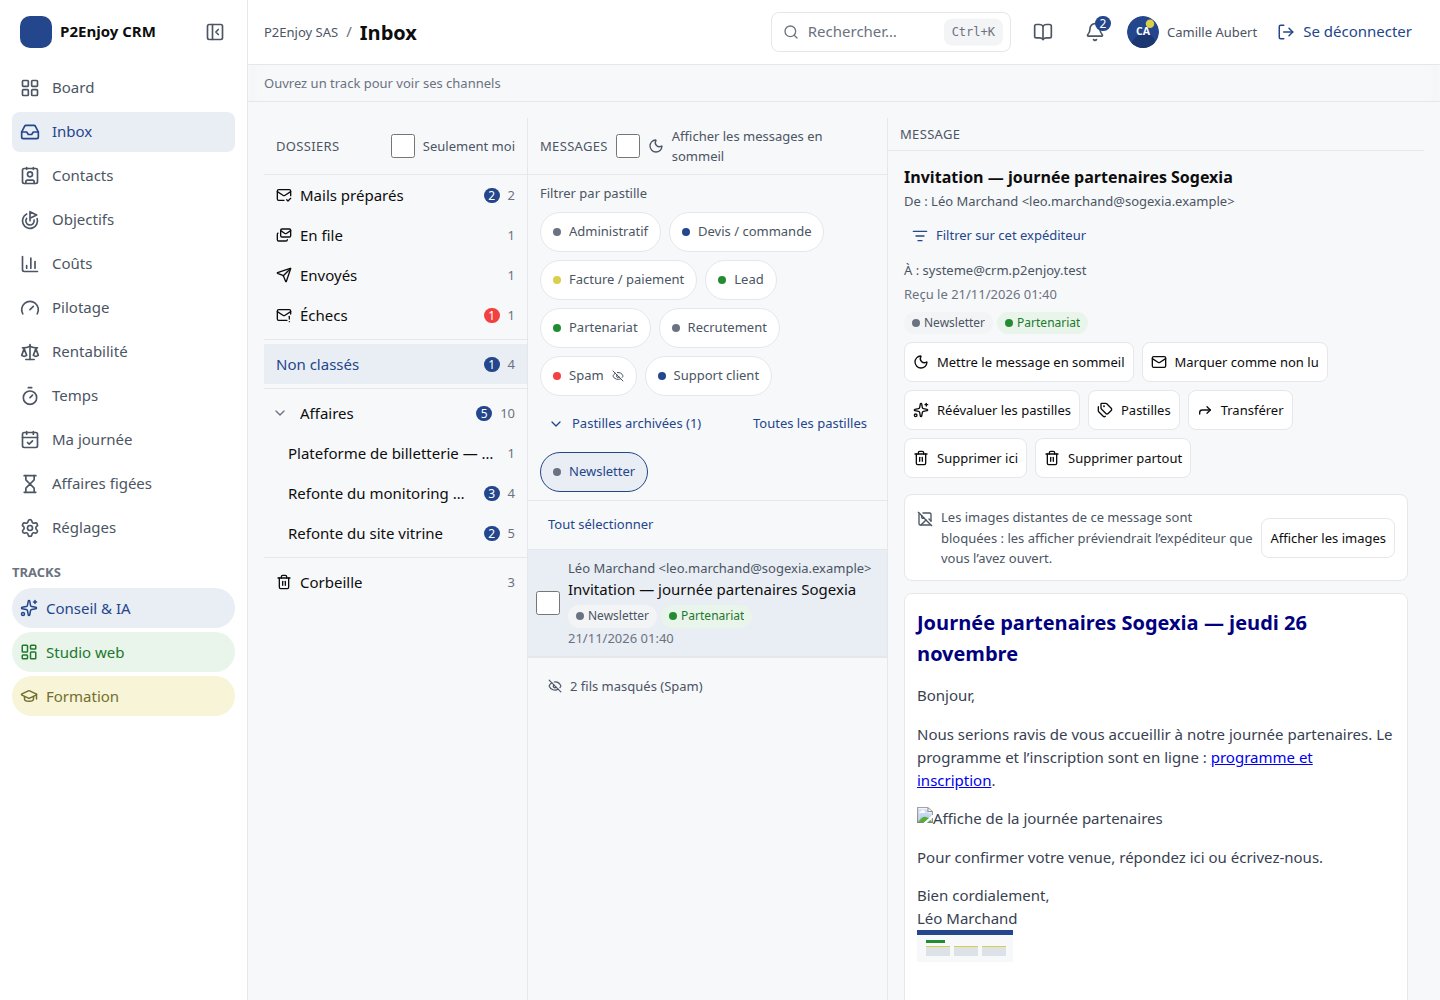 P2Enjoy CRM
Board
Inbox
Contacts
Objectifs
Coûts
Pilotage
Rentabilité
Temps
Ma journée
Affaires figées
Réglages
TRACKS
Conseil & IA
Studio web
Formation
P2Enjoy SAS / Inbox
Rechercher... Ctrl+K
2
CA
Camille Aubert
Se déconnecter
Ouvrez un track pour voir ses channels
DOSSIERS
Seulement moi
Mails préparés 2 2
En file 1
Envoyés 1
Échecs 1 1
Non classés 1 4
Affaires 5 10
Plateforme de billetterie — ... 1
Refonte du monitoring ... 3 4
Refonte du site vitrine 2 5
Corbeille 3
MESSAGES
Afficher les messages en
sommeil
Filtrer par pastille
Administratif
Devis / commande
Facture / paiement
Lead
Partenariat
Recrutement
Spam
Support client
Pastilles archivées (1)
Toutes les pastilles
Newsletter
Tout sélectionner
Léo Marchand <leo.marchand@sogexia.example>
Invitation — journée partenaires Sogexia
Newsletter
Partenariat
21/11/2026 01:40
2 fils masqués (Spam)
MESSAGE
Invitation — journée partenaires Sogexia
De : Léo Marchand <leo.marchand@sogexia.example>
Filtrer sur cet expéditeur
À : systeme@crm.p2enjoy.test
Reçu le 21/11/2026 01:40
Newsletter
Partenariat
Mettre le message en sommeil
Marquer comme non lu
Réévaluer les pastilles
Pastilles
Transférer
Supprimer ici
Supprimer partout
Les images distantes de ce message sont
bloquées : les afficher préviendrait l’expéditeur que
vous l’avez ouvert.
Afficher les images
Journée partenaires Sogexia — jeudi 26
novembre
Bonjour,
Nous serions ravis de vous accueillir à notre journée partenaires. Le
programme et l’inscription sont en ligne : programme et
inscription.
Affiche de la journée partenaires
Pour confirmer votre venue, répondez ici ou écrivez-nous.
Bien cordialement,
Léo Marchand